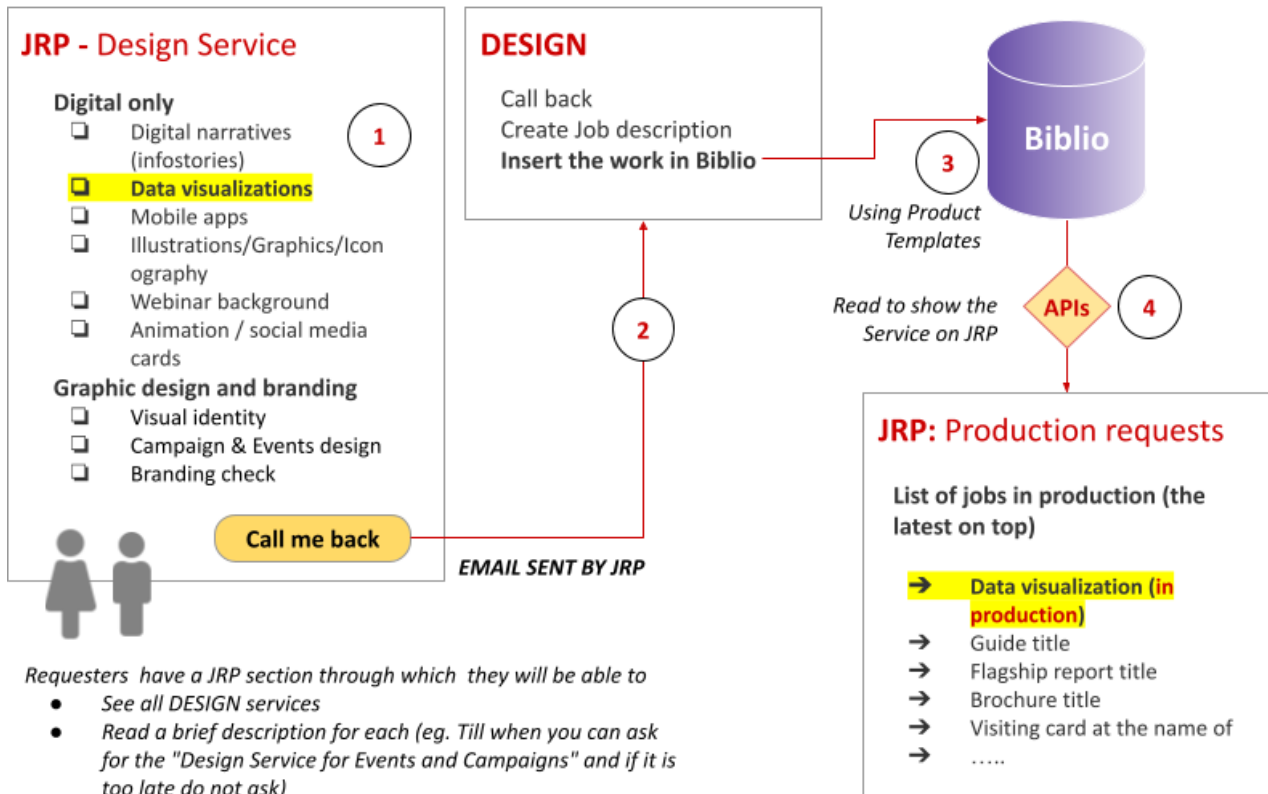 JRP - Design Service
Digital only
❏ Digital narratives
(infostories)
❏ Data visualizations
❏ Mobile apps
❏ Illustrations/Graphics/Icon
ography
❏ Webinar background
❏ Animation / social media
cards
Graphic design and branding
❏ Visual identity
❏ Campaign & Events design
❏ Branding check
1
Call me back
EMAIL SENT BY JRP
2
DESIGN
Call back
Create Job description
Insert the work in Biblio
3
Using Product
Templates
Biblio
Read to show the
Service on JRP
APIs
4
JRP: Production requests
List of jobs in production (the
latest on top)
➔ Data visualization (in
production)
➔ Guide title
➔ Flagship report title
➔ Brochure title
➔ Visiting card at the name of
➔ …..
Requesters have a JRP section through which they will be able to
● See all DESIGN services
● Read a brief description for each (eg. Till when you can ask
for the "Design Service for Events and Campaigns" and if it is
too late do not ask)